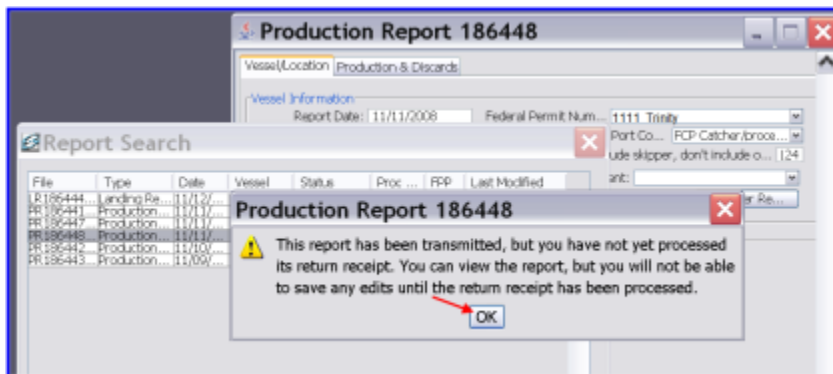 Production Report 186448
Vessel/Location Production & Discards
Vessel Information
Report Date: 11/11/2008 Federal Permit Num... 1111 Trinity
Port Co... FCP Catcher/proce...
ude skipper, don't include o... 124
ant:
er Re...
Report Search
File Type Date Vessel Status Proc ... FPP Last Modified
LR186444... Landing Re... 11/12/...
PR186441... Production... 11/11/...
PR186447... Production... 11/11/...
PR186448... Production... 11/11/...
PR186442... Production... 11/10/...
PR186443... Production... 11/09/...
Production Report 186448
This report has been transmitted, but you have not yet processed
its return receipt. You can view the report, but you will not be able
to save any edits until the return receipt has been processed.
OK